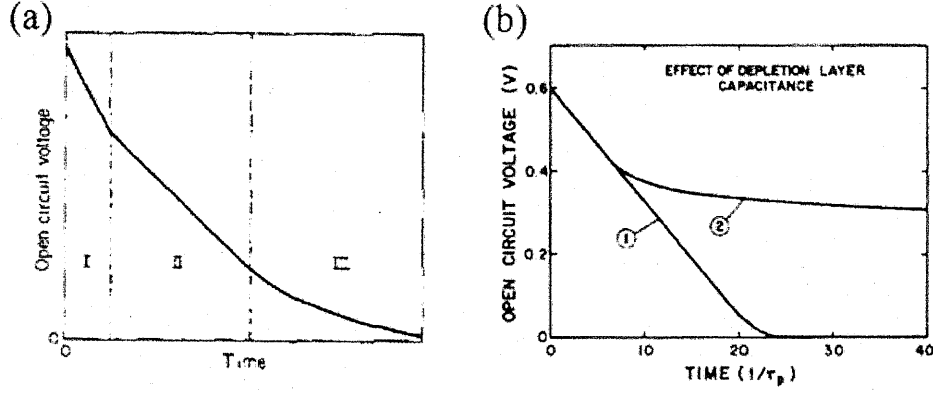 (a)
Open circuit voltage
I
II
III
0
0
Time
(b)
EFFECT OF DEPLETION LAYER
CAPACITANCE
OPEN CIRCUIT VOLTAGE (V)
0.6
0.4
0.2
0
①
②
0
10
20
30
40
TIME (1/τp)